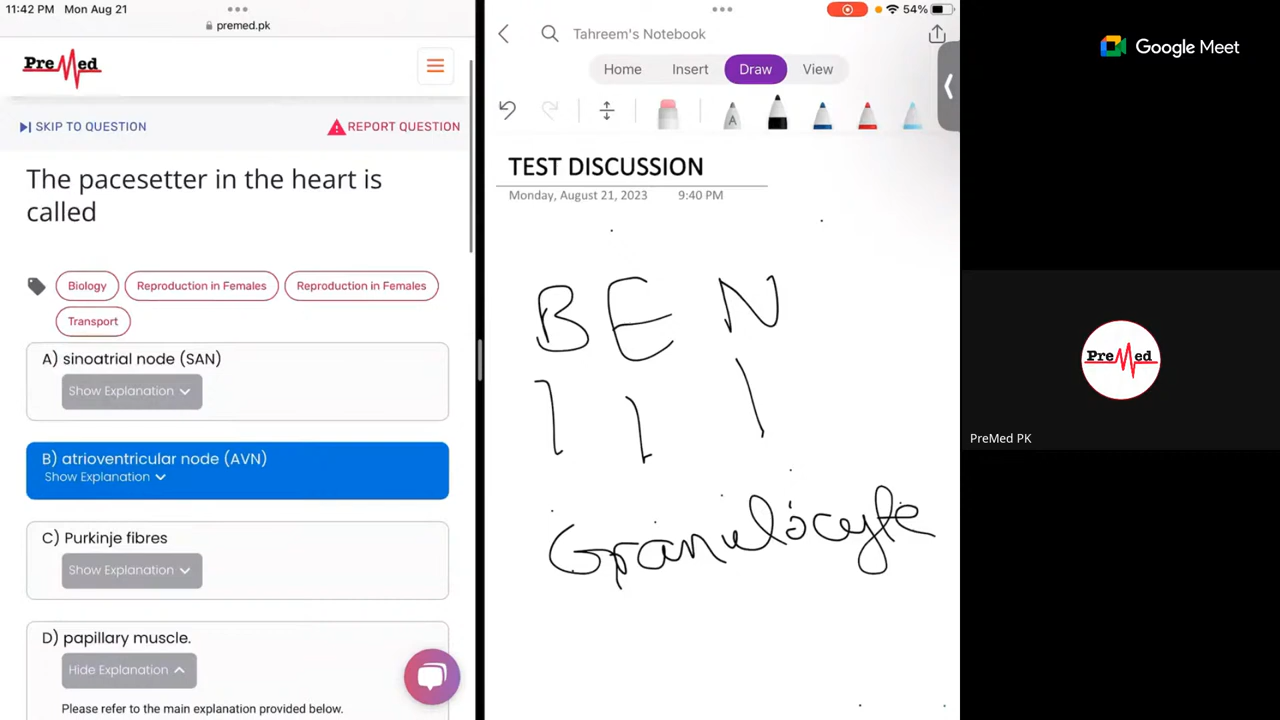 11:42 PM Mon Aug 21
premed.pk
PreMed
SKIP TO QUESTION
REPORT QUESTION
The pacesetter in the heart is
called
Biology
Reproduction in Females
Reproduction in Females
Transport
A) sinoatrial node (SAN)
Show Explanation
B) atrioventricular node (AVN)
Show Explanation
C) Purkinje fibres
Show Explanation
D) papillary muscle.
Hide Explanation
Please refer to the main explanation provided below.
54%
Tahreem's Notebook
Home Insert Draw View
A
TEST DISCUSSION
Monday, August 21, 2023 9:40 PM
B E N
Granulocyte
Google Meet
PreMed
PreMed PK